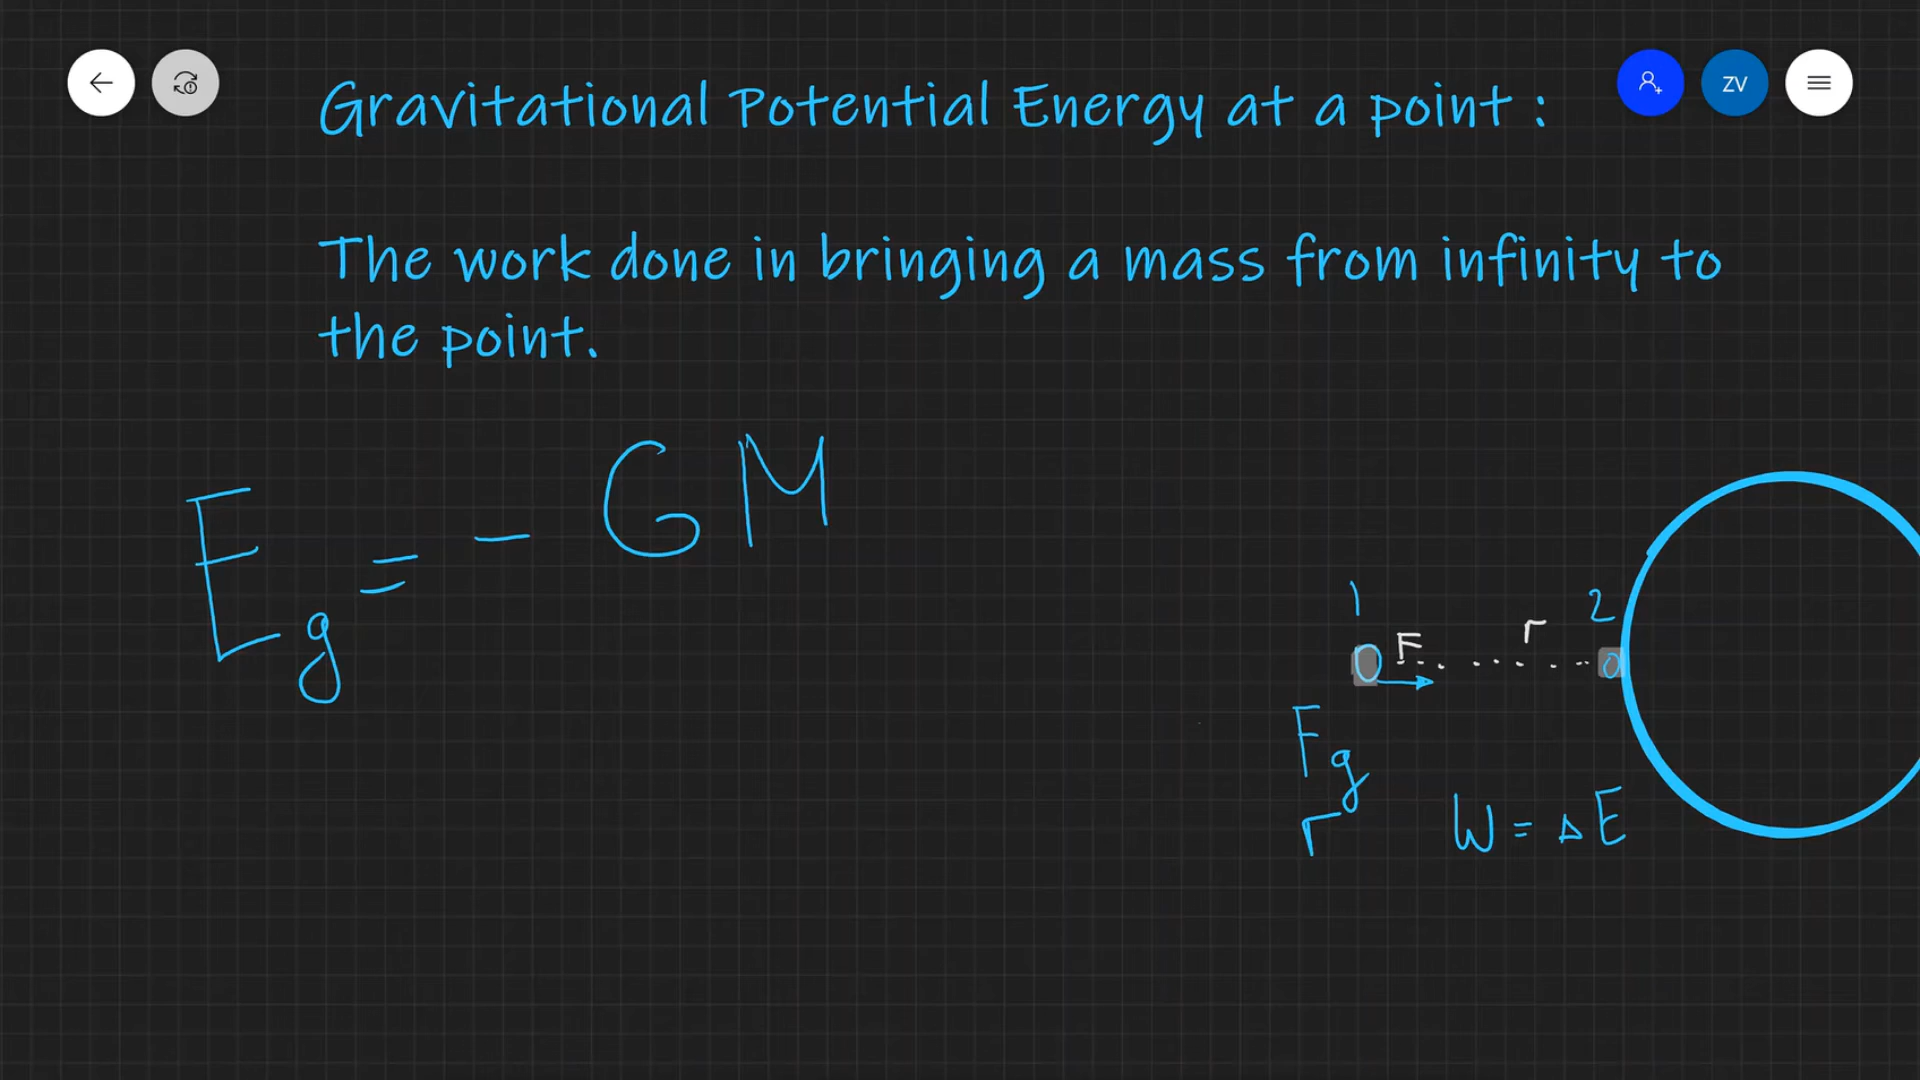 ZV
Gravitational Potential Energy at a point :
The work done in bringing a mass from infinity to
the point.
Eg = - GM
1
2
F
r
Fg
r
W = ΔE